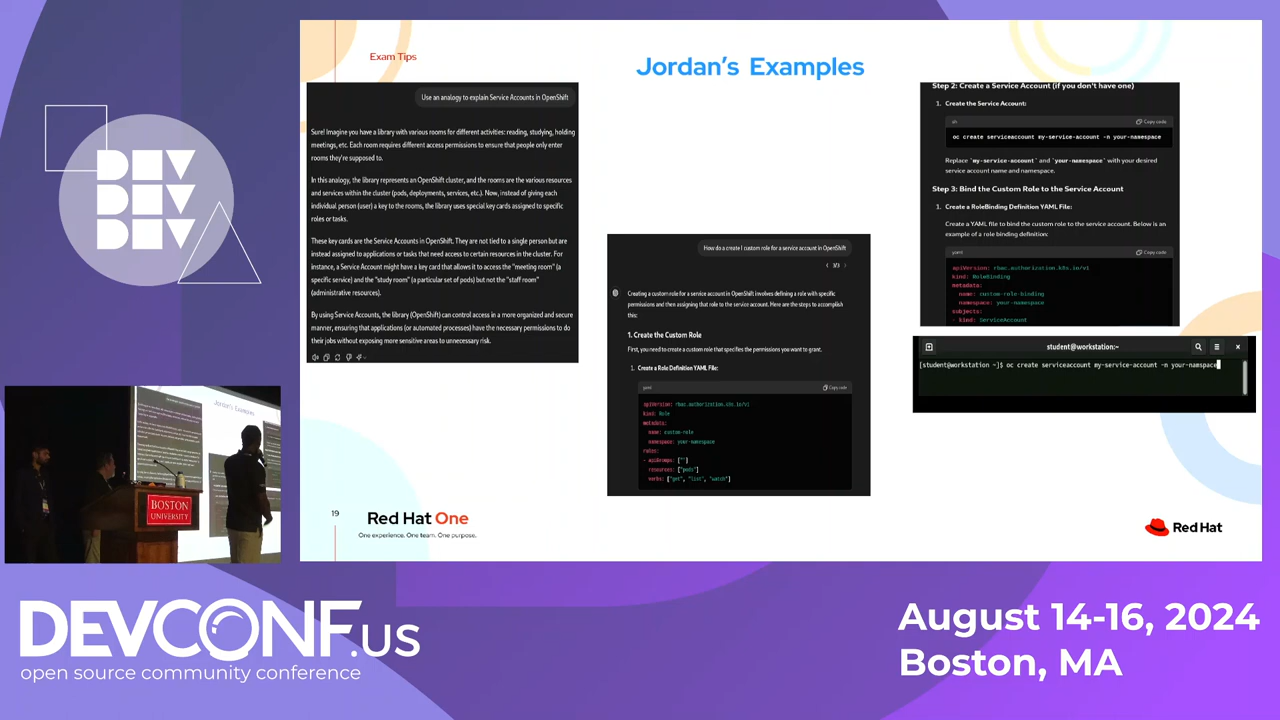 Exam Tips
Jordan's Examples
Use an analogy to explain Service Accounts in OpenShift
Sure! Imagine you have a library with various rooms for different activities: reading, studying, holding
meetings, etc. Each room requires different access permissions to ensure that people only enter
rooms they're supposed to.
In this analogy, the library represents an OpenShift cluster, and the rooms are the various resources
and services within the cluster (pods, deployments, services, etc.). Now, instead of giving each
individual person (user) a key to the rooms, the library uses special key cards assigned to specific
roles or tasks.
These key cards are the Service Accounts in OpenShift. They are not tied to a single person but are
instead assigned to applications or tasks that need access to certain resources in the cluster. For
instance, a Service Account might have a key card that allows it to access the "meeting room" (a
specific service) and the "study room" (a particular set of pods) but not the "staff room"
(administrative resources).
By using Service Accounts, the library (OpenShift) can control access in a more organized and secure
manner, ensuring that applications (or automated processes) have the necessary permissions to do
their jobs without exposing more sensitive areas to unnecessary risk.
How do a create I custom role for a service account in OpenShift
3/3
Creating a custom role for a service account in OpenShift involves defining a role with specific
permissions and then assigning that role to the service account. Here are the steps to accomplish
this:
1. Create the Custom Role
First, you need to create a custom role that specifies the permissions you want to grant.
1. Create a Role Definition YAML File:
yaml
Copy code
apiVersion: rbac.authorization.k8s.io/v1
kind: Role
metadata:
name: custom-role
namespace: your-namespace
rules:
- apiGroups: [""]
resources: ["pods"]
verbs: ["get", "list", "watch"]
Step 2: Create a Service Account (if you don't have one)
1. Create the Service Account:
sh
Copy code
oc create serviceaccount my-service-account -n your-namespace
Replace `my-service-account` and `your-namespace` with your desired
service account name and namespace.
Step 3: Bind the Custom Role to the Service Account
1. Create a RoleBinding Definition YAML File:
Create a YAML file to bind the custom role to the service account. Below is an
example of a role binding definition:
yaml
Copy code
apiVersion: rbac.authorization.k8s.io/v1
kind: RoleBinding
metadata:
name: custom-role-binding
namespace: your-namespace
subjects:
- kind: ServiceAccount
student@workstation:~
[student@workstation ~]$ oc create serviceaccount my-service-account -n your-namspace
19
Red Hat One
One experience. One team. One purpose.
Red Hat
DEV
DEV
DEV
Jordan's Examples
BOSTON
UNIVERSITY
DEVCONF.US
open source community conference
August 14-16, 2024
Boston, MA